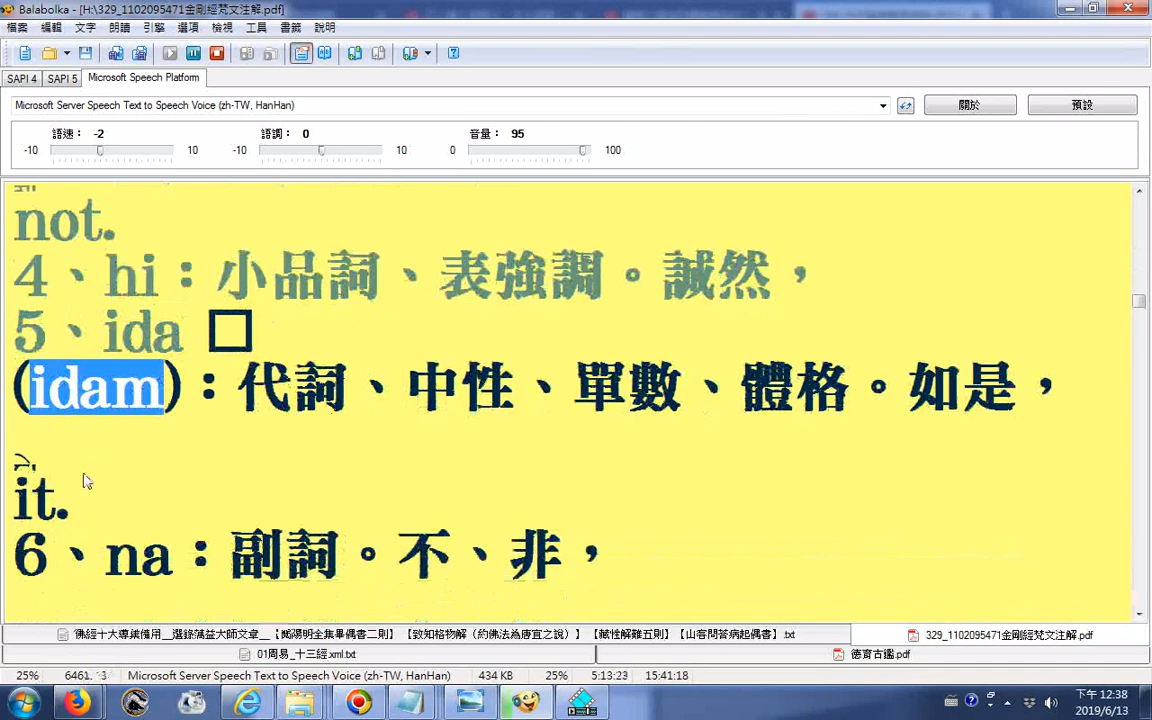 Balabolka - [H:\329_1102095471金剛經梵文注解.pdf]
檔案 編輯 文字 朗讀 引擎 選項 檢視 工具 書籤 說明
SAPI 4 SAPI 5 Microsoft Speech Platform
Microsoft Server Speech Text to Speech Voice (zh-TW, HanHan) 關於 預設
語速： -2 語調： 0 音量： 95
-10 10 -10 10 0 100
not.
4、hi：小品詞、表強調。誠然，
5、ida □
(idam)：代詞、中性、單數、體格。如是，
it.
6、na：副詞。不、非，
329_1102095471金剛經梵文注解.pdf
01周易_十三經.xml.txt 德育古鑑.pdf
25% 6461 Microsoft Server Speech Text to Speech Voice (zh-TW, HanHan) 434 KB 25% 5:13:23 15:41:18
下午 12:38
2019/6/13